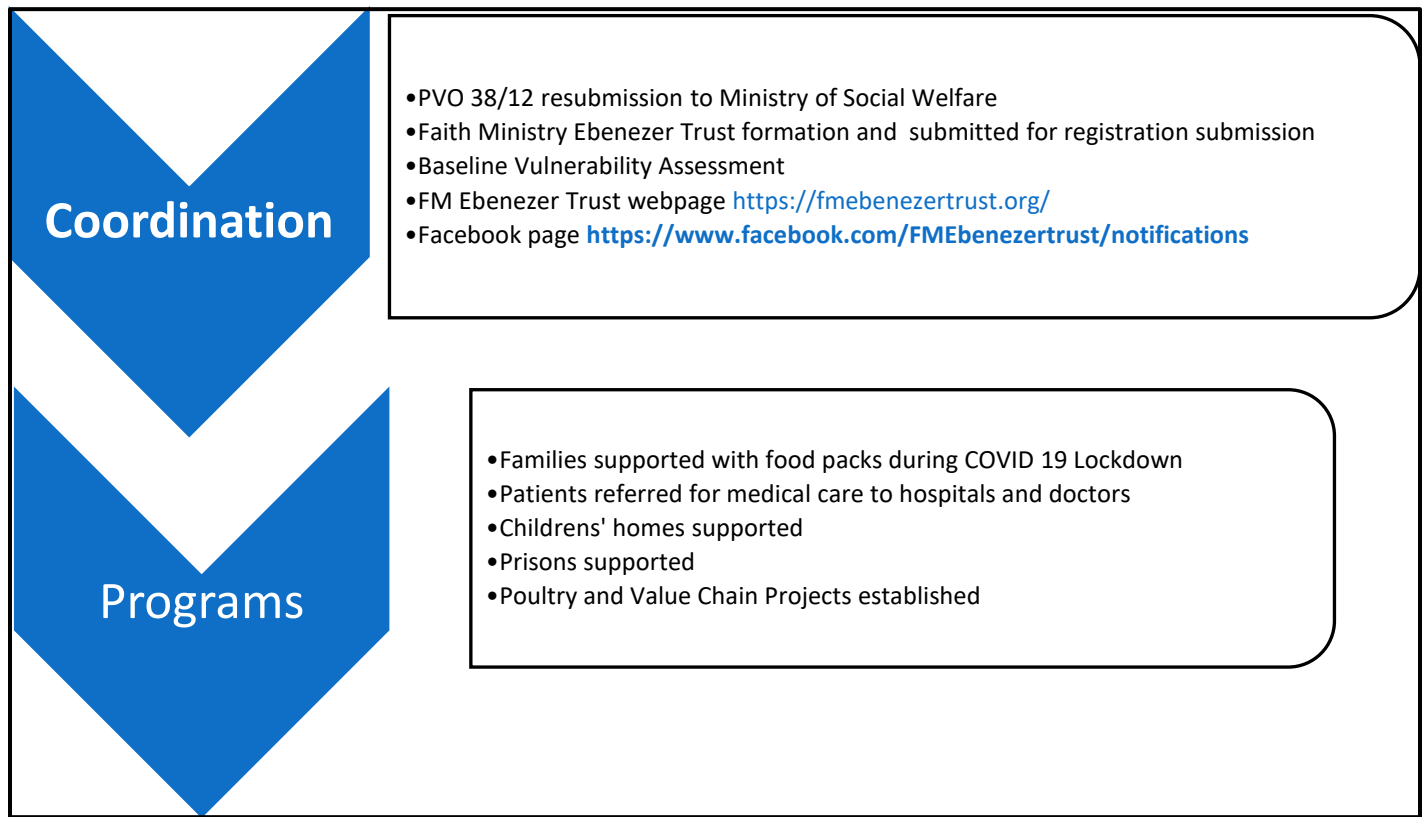 Coordination
•PVO 38/12 resubmission to Ministry of Social Welfare
•Faith Ministry Ebenezer Trust formation and  submitted for registration submission
•Baseline Vulnerability Assessment
•FM Ebenezer Trust webpage https://fmebenezertrust.org/
•Facebook page https://www.facebook.com/FMEbenezertrust/notifications
Programs
•Families supported with food packs during COVID 19 Lockdown
•Patients referred for medical care to hospitals and doctors
•Childrens' homes supported
•Prisons supported
•Poultry and Value Chain Projects established